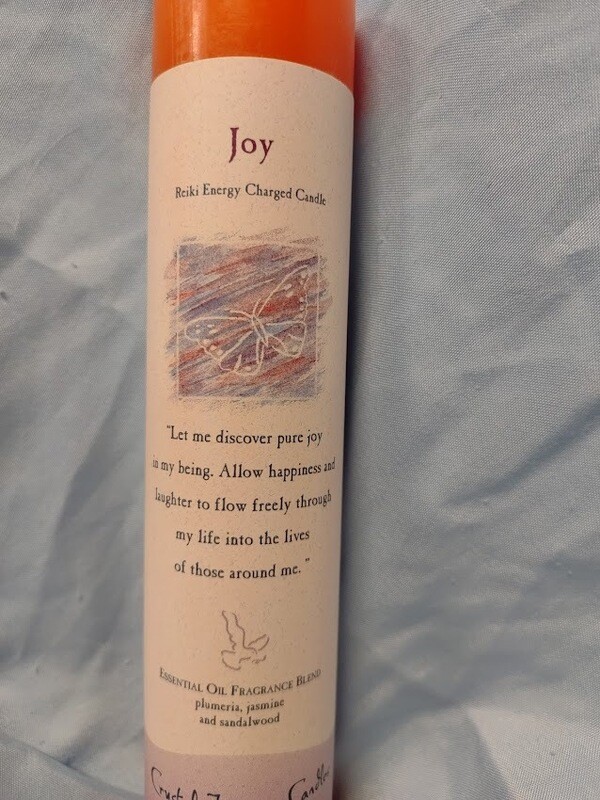 Joy
Reiki Energy Charged Candle
"Let me discover pure joy
in my being. Allow happiness and
laughter to flow freely through
my life into the lives
of those around me."
ESSENTIAL OIL FRAGRANCE BLEND
plumeria, jasmine
and sandalwood
Crystal Candles